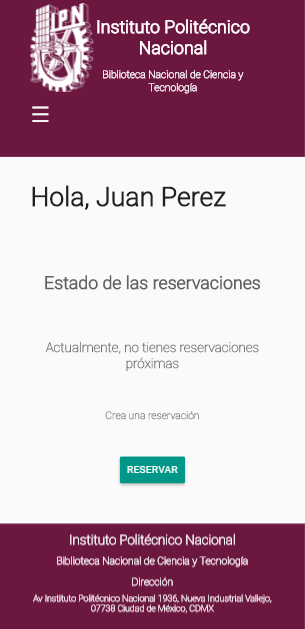 IPN
Instituto Politécnico
Nacional
Biblioteca Nacional de Ciencia y
Tecnología
Hola, Juan Perez
Estado de las reservaciones
Actualmente, no tienes reservaciones
próximas
Crea una reservación
RESERVAR
Instituto Politécnico Nacional
Biblioteca Nacional de Ciencia y Tecnología
Dirección
Av Instituto Politécnico Nacional 1936, Nueva Industrial Vallejo,
07738 Ciudad de México, CDMX